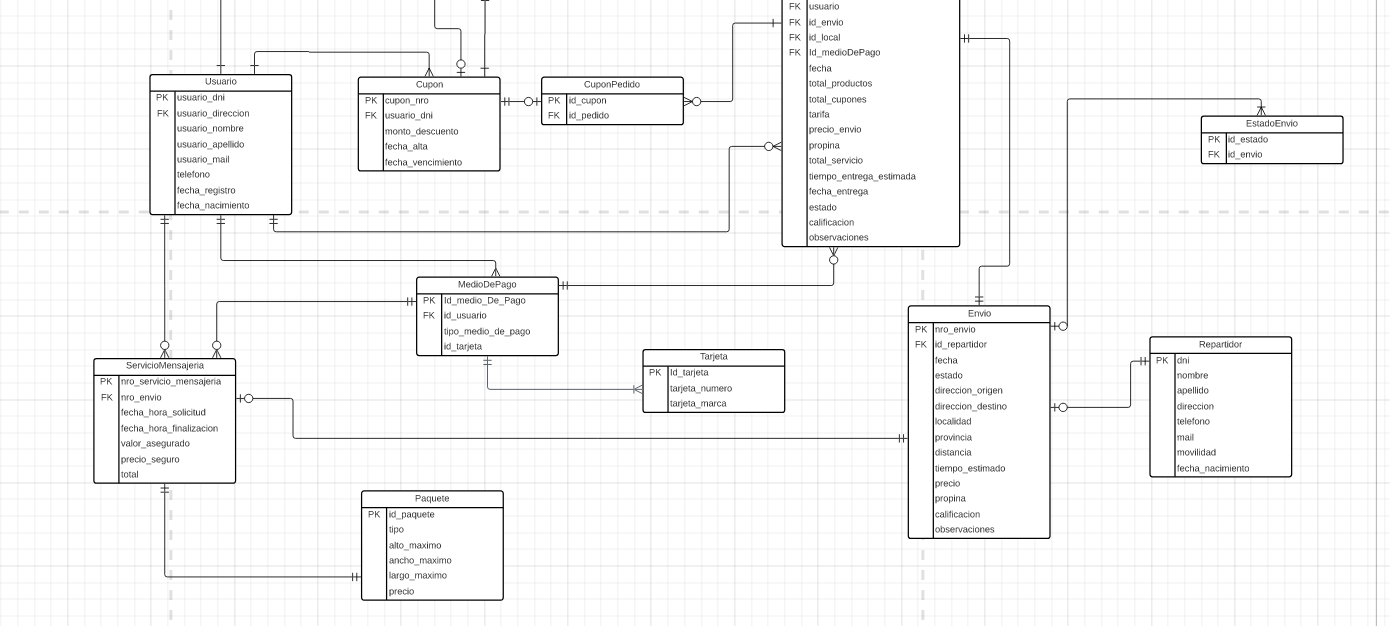 FK usuario
FK id_envio
FK id_local
FK Id_medioDePago
fecha
total_productos
total_cupones
tarifa
precio_envio
propina
total_servicio
tiempo_entrega_estimada
fecha_entrega
estado
calificacion
observaciones
Usuario
PK usuario_dni
FK usuario_direccion
usuario_nombre
usuario_apellido
usuario_mail
telefono
fecha_registro
fecha_nacimiento
Cupon
PK cupon_nro
FK usuario_dni
monto_descuento
fecha_alta
fecha_vencimiento
CuponPedido
PK id_cupon
FK id_pedido
EstadoEnvio
PK id_estado
FK id_envio
MedioDePago
PK Id_medio_De_Pago
FK id_usuario
tipo_medio_de_pago
id_tarjeta
Envio
PK nro_envio
FK id_repartidor
fecha
estado
direccion_origen
direccion_destino
localidad
provincia
distancia
tiempo_estimado
precio
propina
calificacion
observaciones
Repartidor
PK dni
nombre
apellido
direccion
telefono
mail
movilidad
fecha_nacimiento
Tarjeta
PK Id_tarjeta
tarjeta_numero
tarjeta_marca
ServicioMensajeria
PK nro_servicio_mensajeria
FK nro_envio
fecha_hora_solicitud
fecha_hora_finalizacion
valor_asegurado
precio_seguro
total
Paquete
PK id_paquete
tipo
alto_maximo
ancho_maximo
largo_maximo
precio